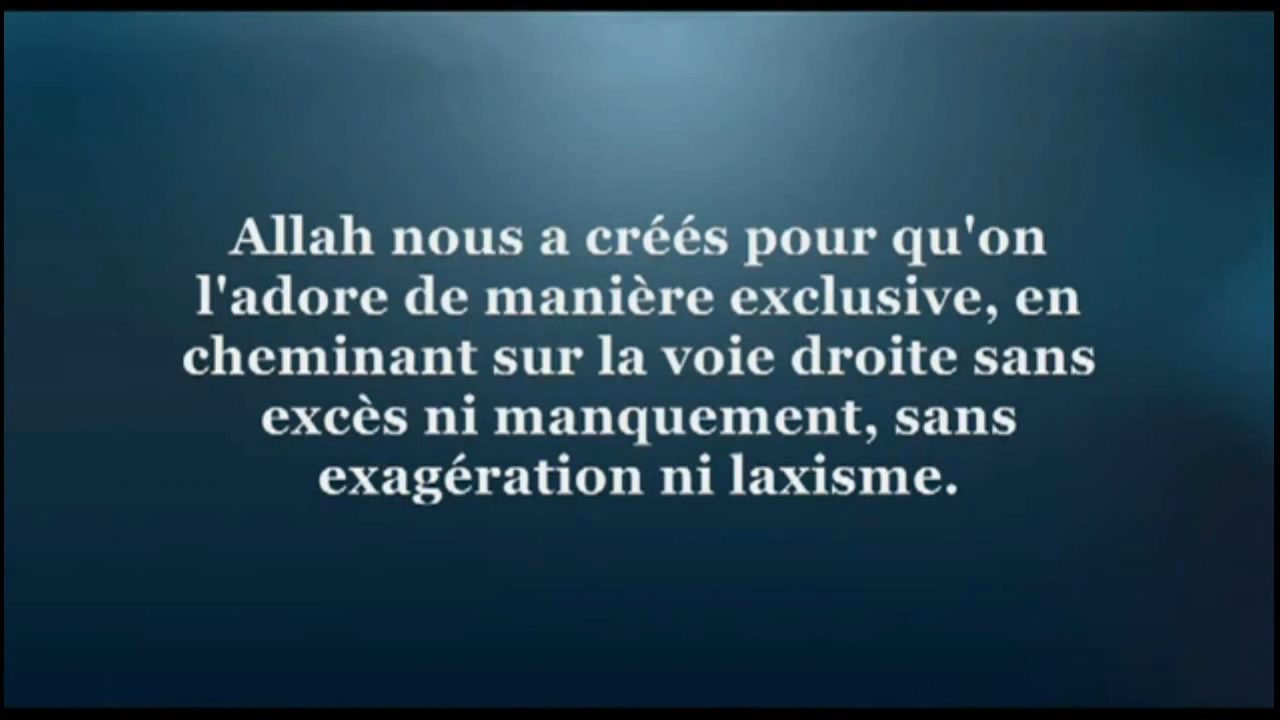 Allah nous a créés pour qu'on
l'adore de manière exclusive, en
cheminant sur la voie droite sans
excès ni manquement, sans
exagération ni laxisme.